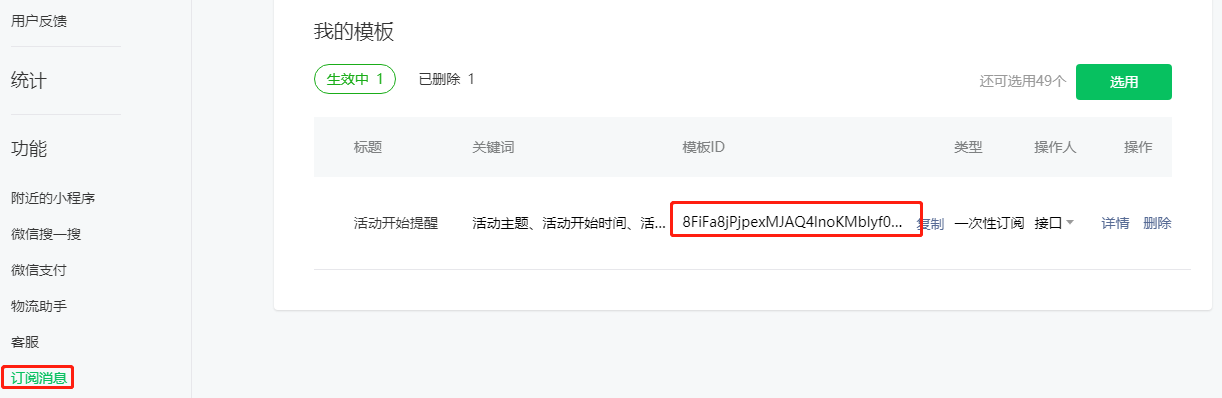 用户反馈
统计
功能
附近的小程序
微信搜一搜
微信支付
物流助手
客服
订阅消息
我的模板
生效中 1 已删除 1 还可选用49个 选用
标题 关键词 模板ID 类型 操作人 操作
活动开始提醒 活动主题、活动开始时间、活... 8FiFa8jPjpexMJAQ4InoKMblyf0... 复制 一次性订阅 接口 详情 删除